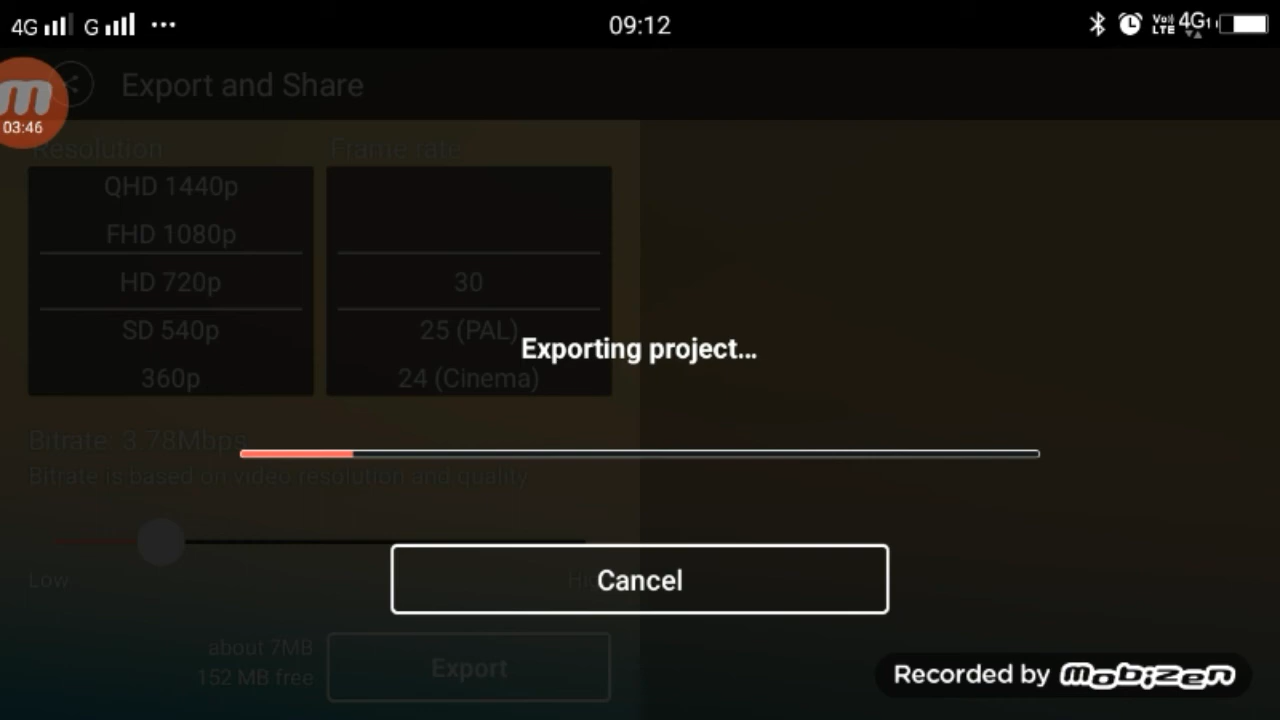 4G G ... 09:12 VoLTE 4G
Export and Share
m
03:46
Resolution Frame rate
QHD 1440p
FHD 1080p
HD 720p 30
SD 540p 25 (PAL)
360p 24 (Cinema)
Exporting project...
Bitrate: 3.78Mbps
Bitrate is based on video resolution and quality
Low
Cancel
about 7MB
152 MB free
Export
Recorded by mobizen